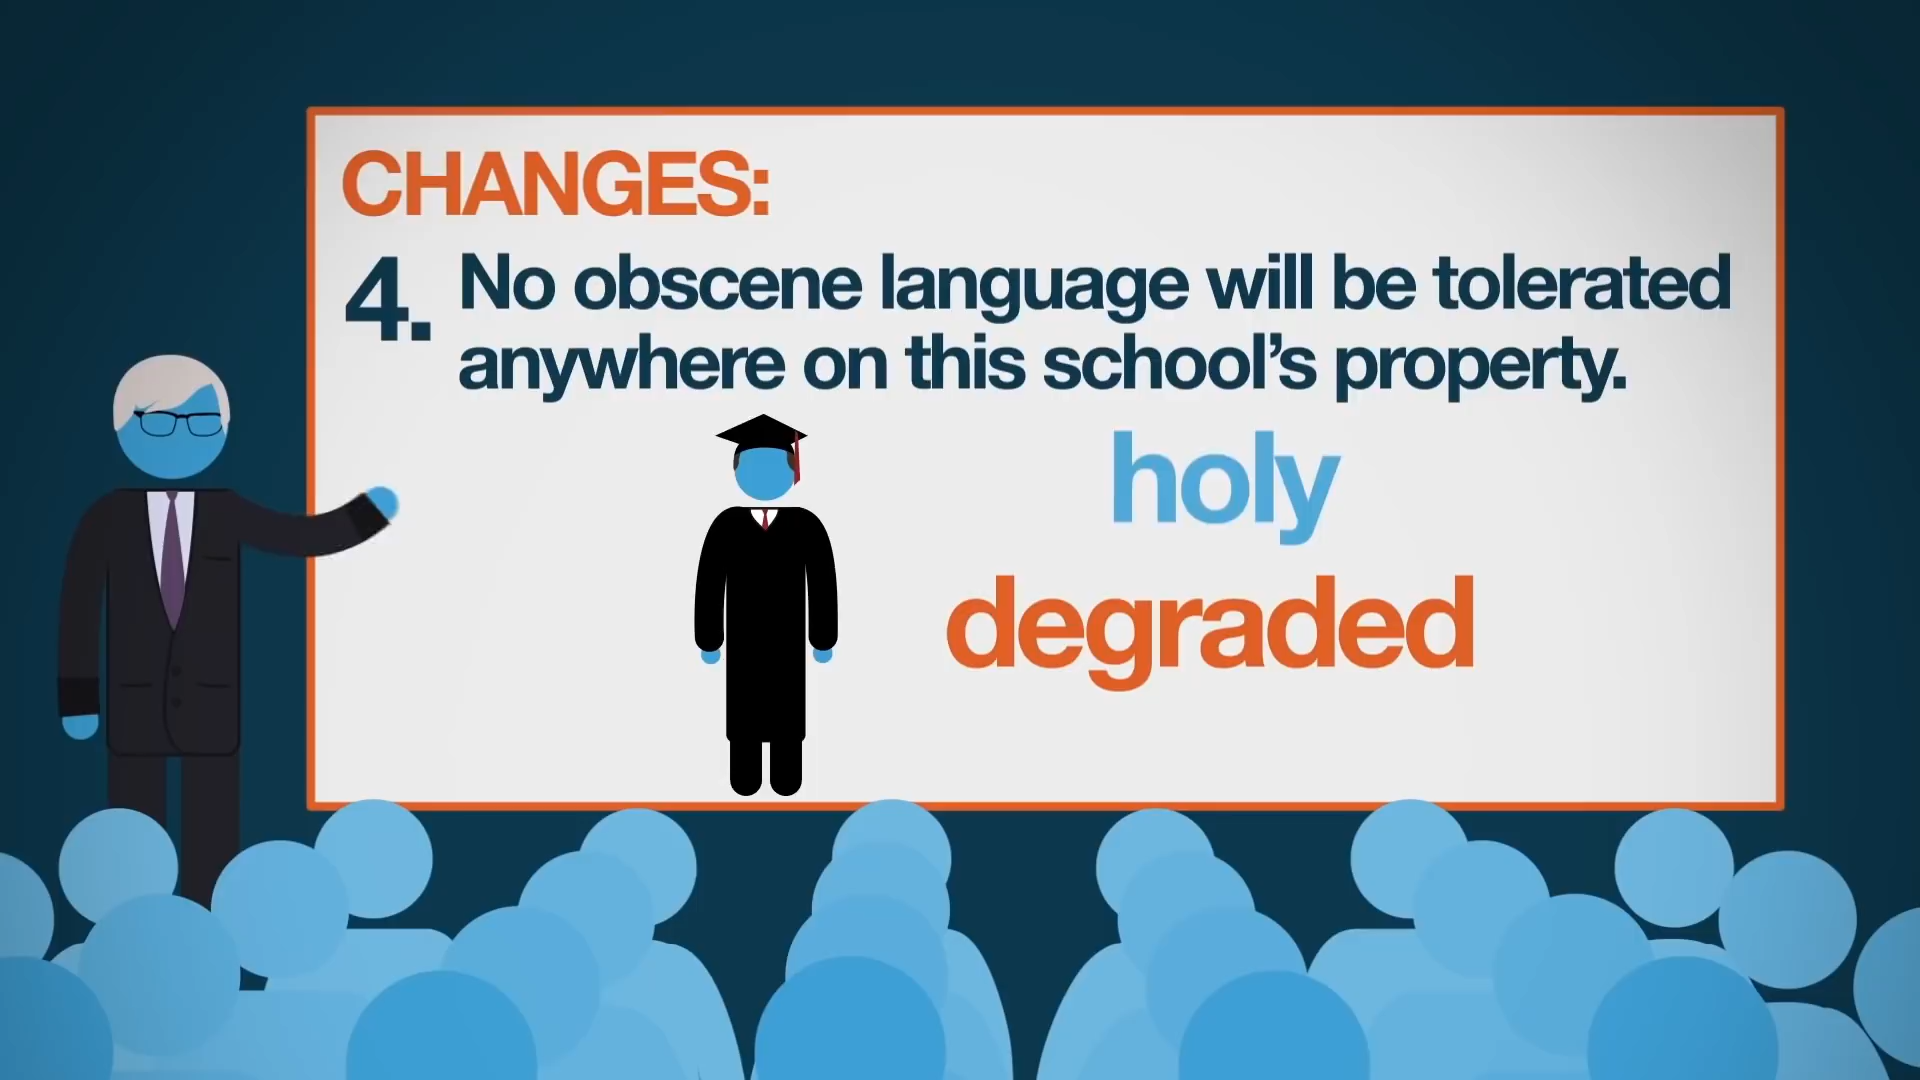 CHANGES:
4. No obscene language will be tolerated
anywhere on this school’s property.
holy
degraded